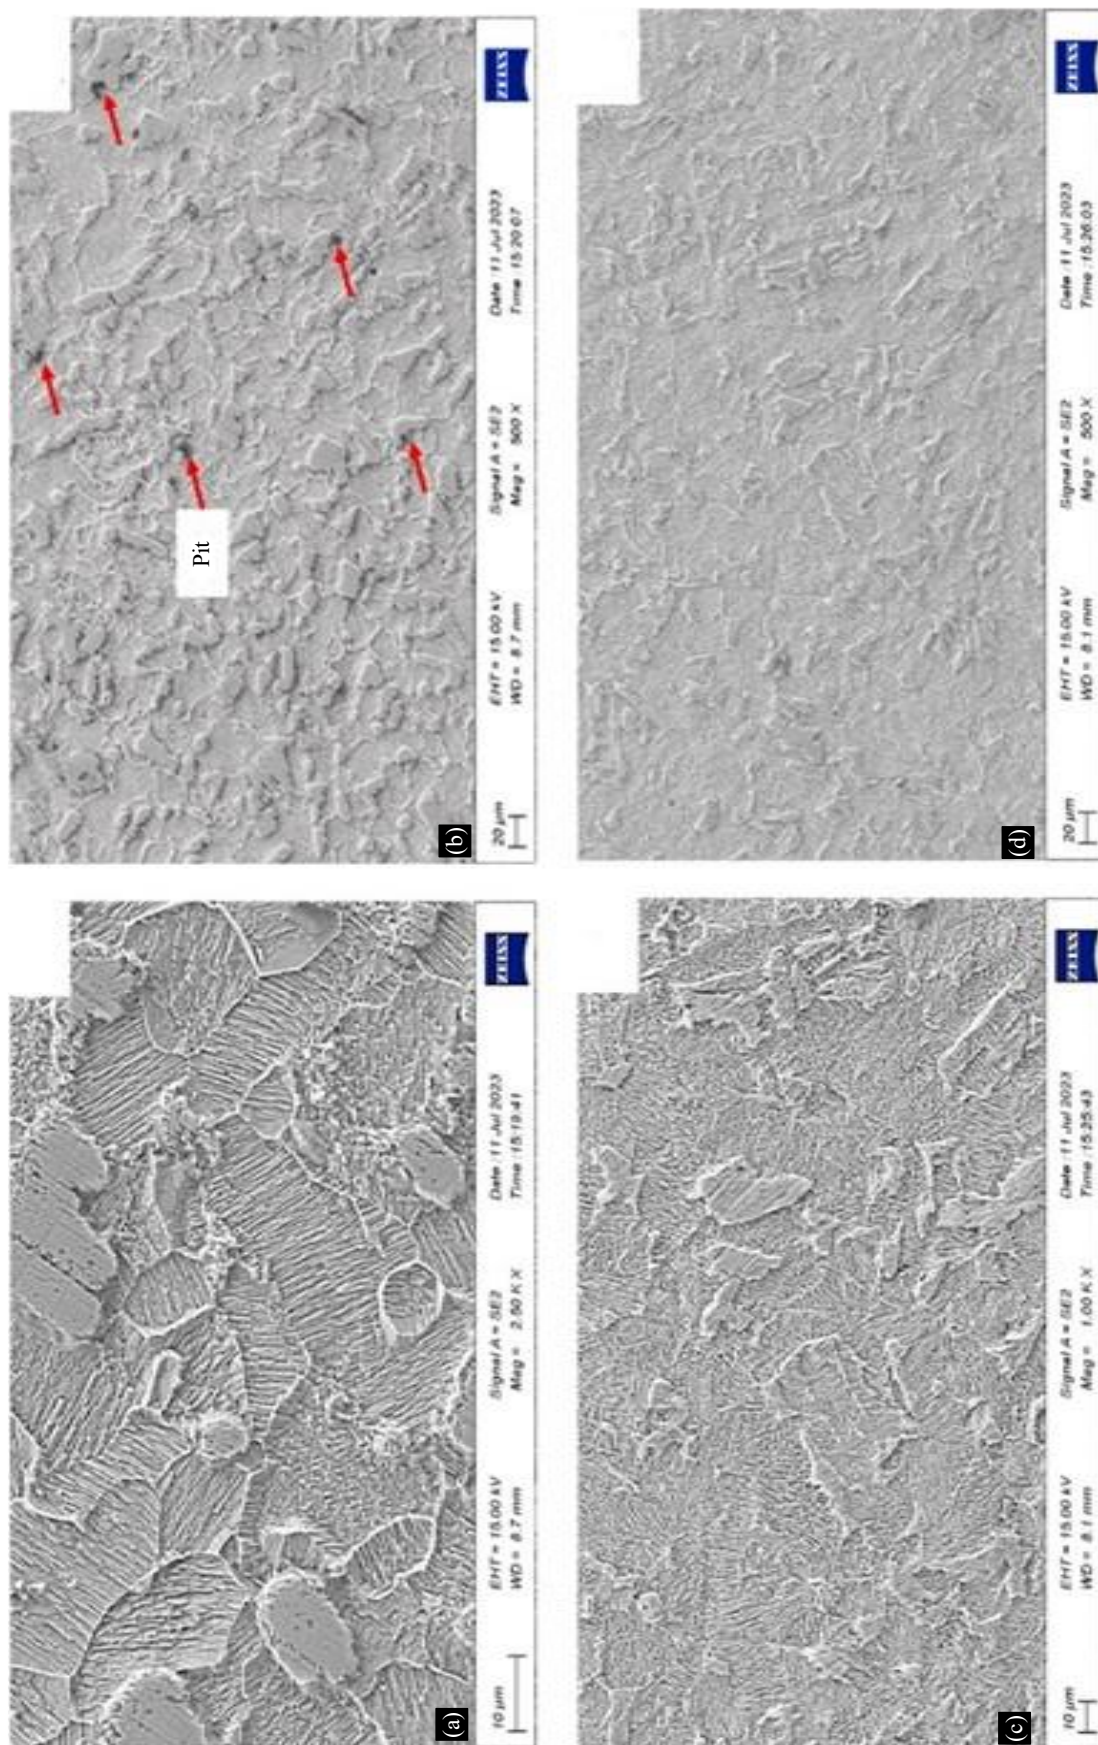 (a)
10 µm
EHT = 15.00 kV
WD = 8.7 mm
Signal A = SE2
Mag = 2.50 K X
Date :11 Jul 2023
Time :15:19:41
ZEISS
Pit
(b)
20 µm
EHT = 15.00 kV
WD = 8.7 mm
Signal A = SE2
Mag = 500 X
Date :11 Jul 2023
Time :15:20:07
ZEISS
(c)
10 µm
EHT = 15.00 kV
WD = 8.1 mm
Signal A = SE2
Mag = 1.00 K X
Date :11 Jul 2023
Time :15:25:43
ZEISS
(d)
20 µm
EHT = 15.00 kV
WD = 8.1 mm
Signal A = SE2
Mag = 500 X
Date :11 Jul 2023
Time :15:26:03
ZEISS